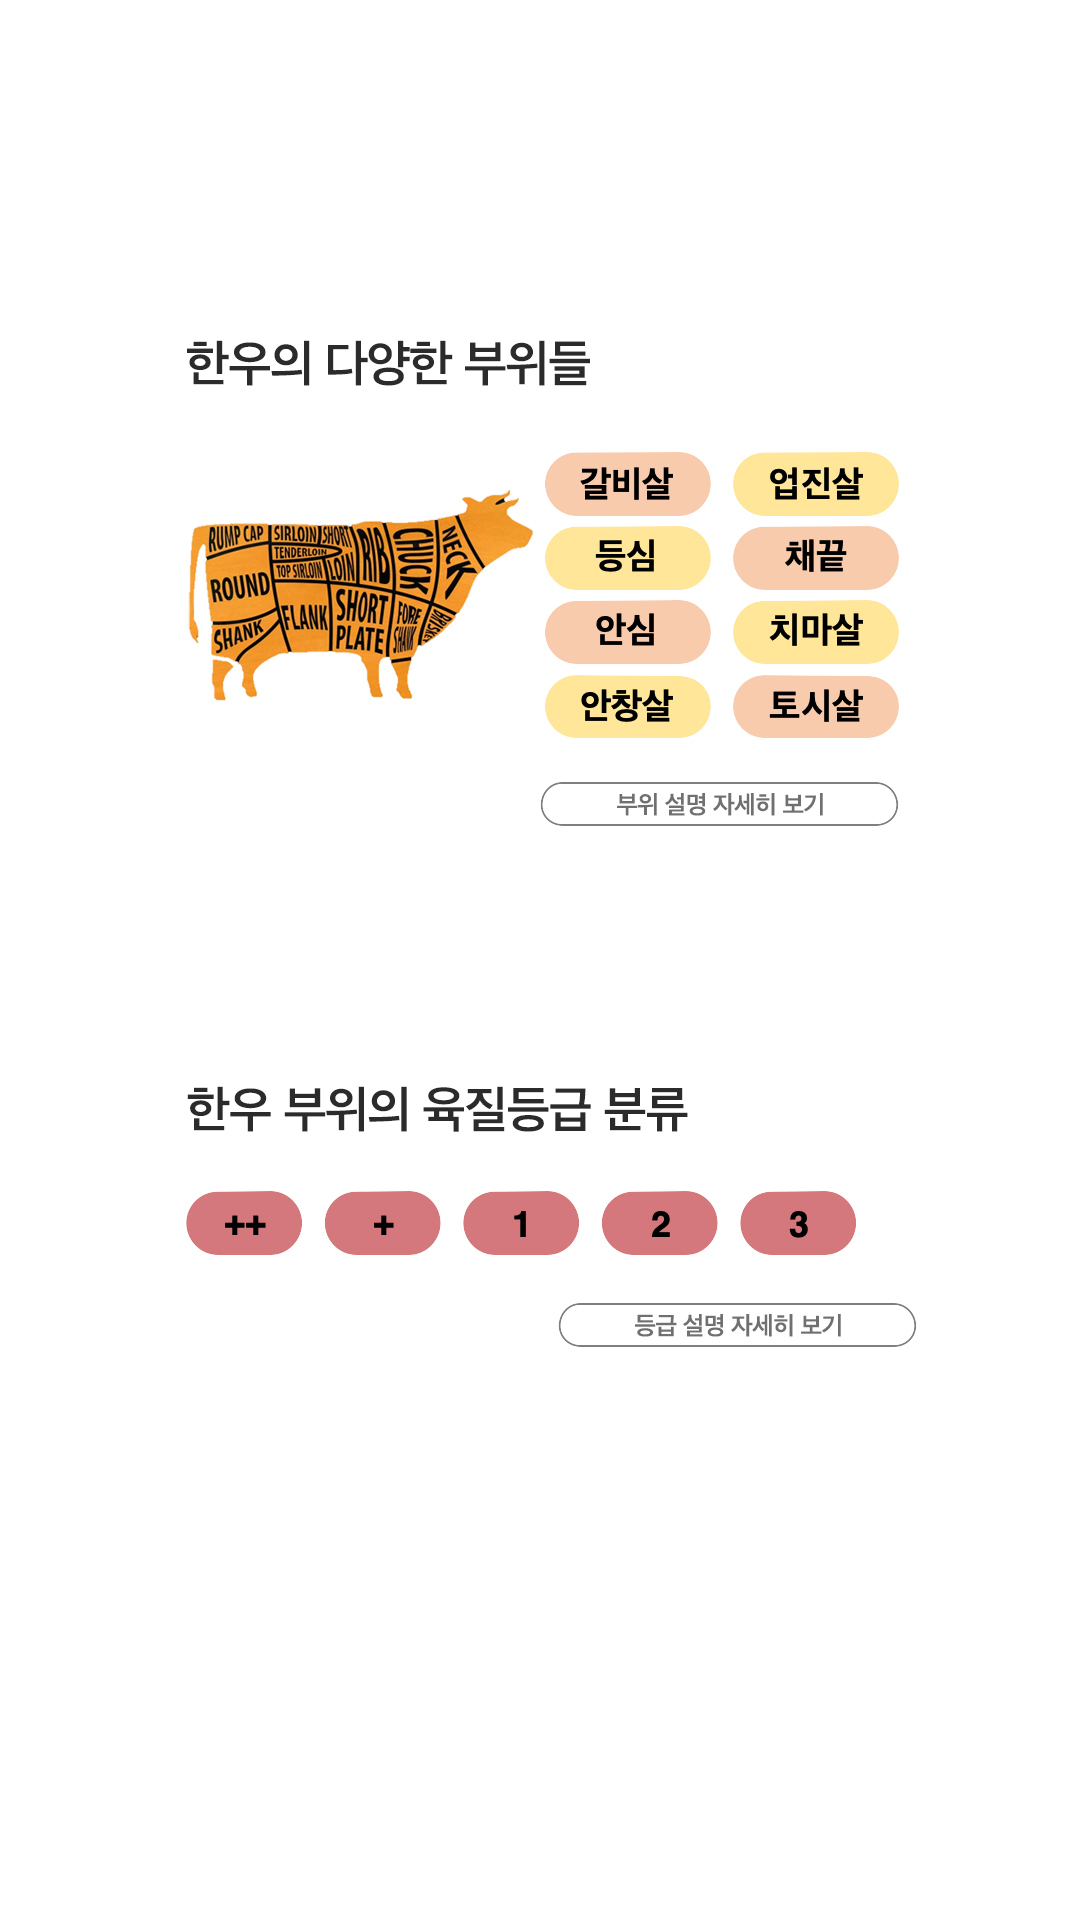 한우의 다양한 부위들
갈비살 업진살
등심 채끝
안심 치마살
안창살 토시살
RUMP CAP SIRLOIN SHORT LOIN RIB CHUCK NECK
TENDERLOIN
TOP SIRLOIN
ROUND FLANK SHORT PLATE FORE SHANK
SHANK
부위 설명 자세히 보기
한우 부위의 육질등급 분류
++ + 1 2 3
등급 설명 자세히 보기